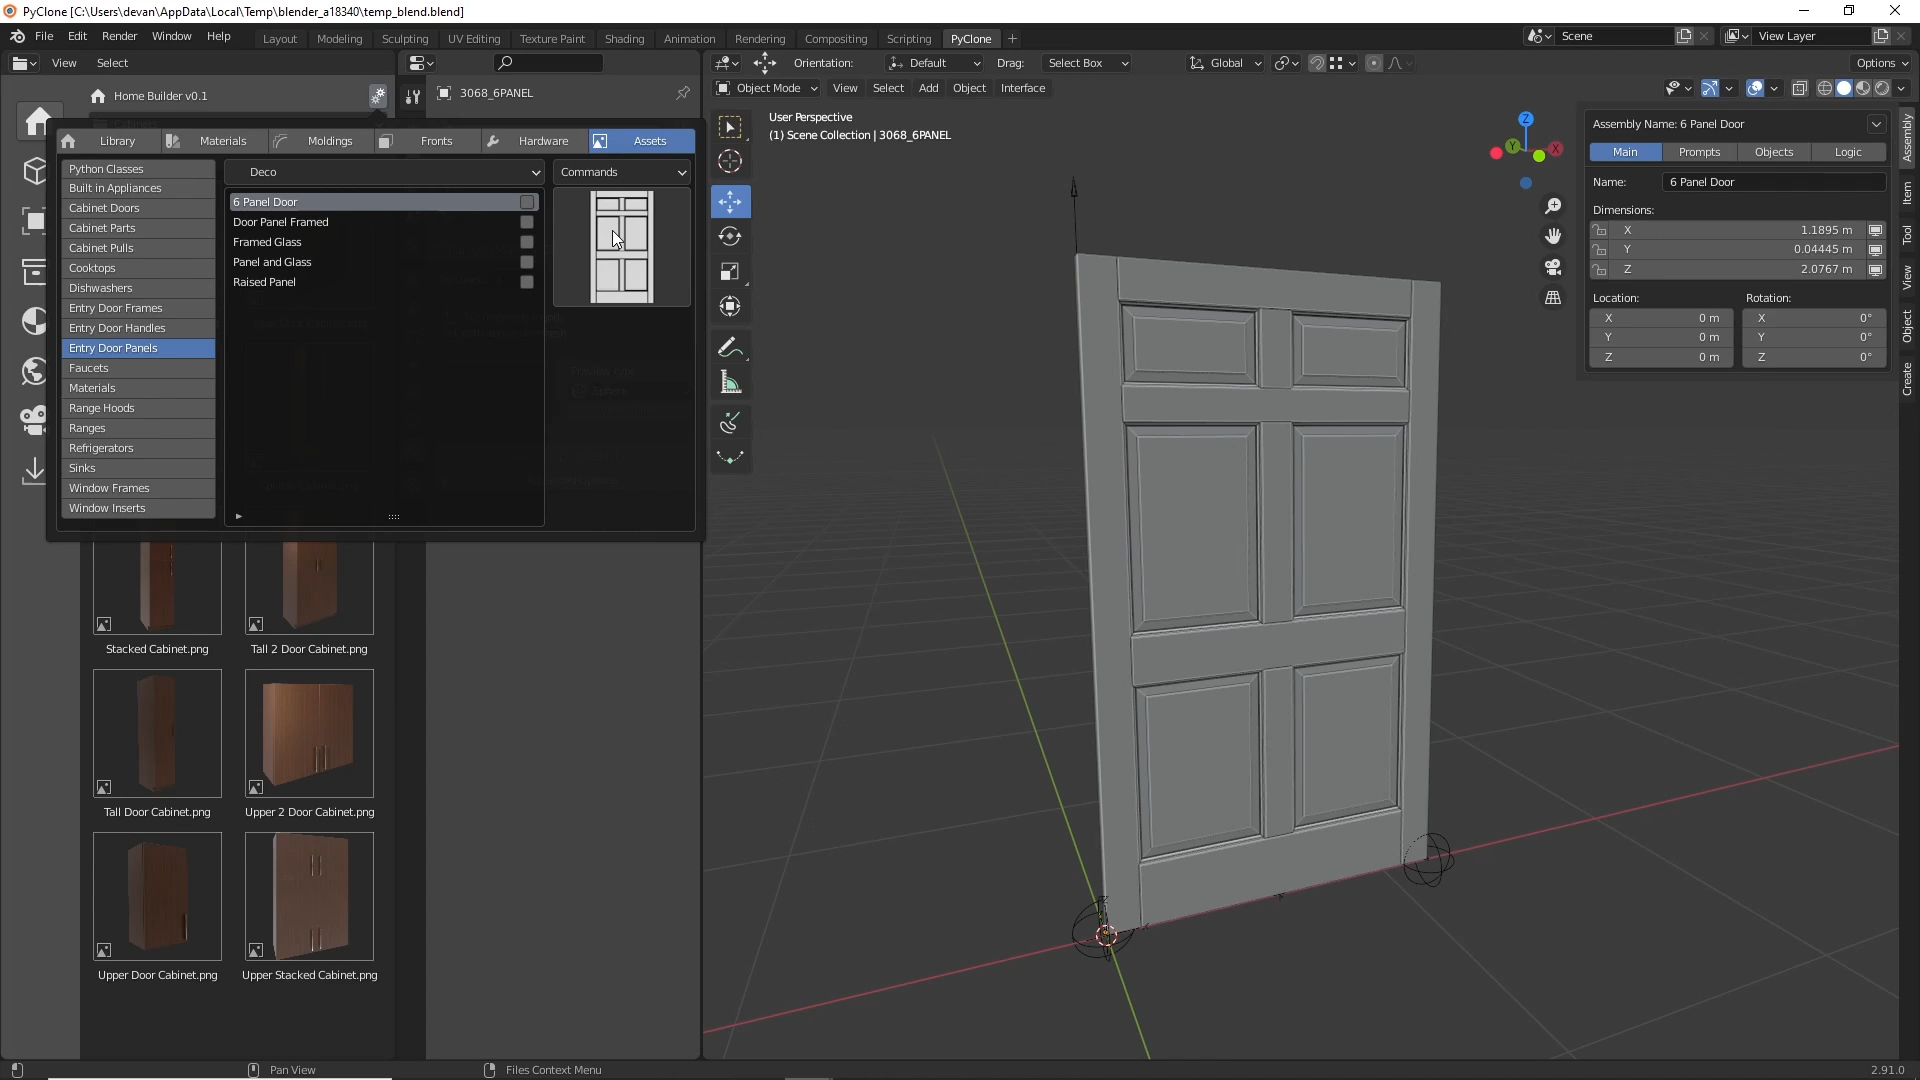 PyClone [C:\Users\devan\AppData\Local\Temp\blender_a18340\temp_blend.blend]
File Edit Render Window Help
Layout Modeling Sculpting UV Editing Texture Paint Shading Animation Rendering Compositing Scripting PyClone +
Scene
View Layer
View Select
Orientation: Default Drag: Select Box Global Options
Object Mode View Select Add Object Interface
Home Builder v0.1
3068_6PANEL
Library Materials Moldings Fronts Hardware Assets
Python Classes
Built in Appliances
Cabinet Doors
Cabinet Parts
Cabinet Pulls
Cooktops
Dishwashers
Entry Door Frames
Entry Door Handles
Entry Door Panels
Faucets
Materials
Range Hoods
Ranges
Refrigerators
Sinks
Window Frames
Window Inserts
Deco
Commands
6 Panel Door
Door Panel Framed
Framed Glass
Panel and Glass
Raised Panel
Stacked Cabinet.png
Tall 2 Door Cabinet.png
Tall Door Cabinet.png
Upper 2 Door Cabinet.png
Upper Door Cabinet.png
Upper Stacked Cabinet.png
User Perspective
(1) Scene Collection | 3068_6PANEL
Z
Y
X
Assembly Name: 6 Panel Door
Main Prompts Objects Logic
Name: 6 Panel Door
Dimensions:
X 1.1895 m
Y 0.04445 m
Z 2.0767 m
Location: Rotation:
X 0 m X 0°
Y 0 m Y 0°
Z 0 m Z 0°
Assembly
Item
Tool
View
Object
Create
Pan View
Files Context Menu
2.91.0